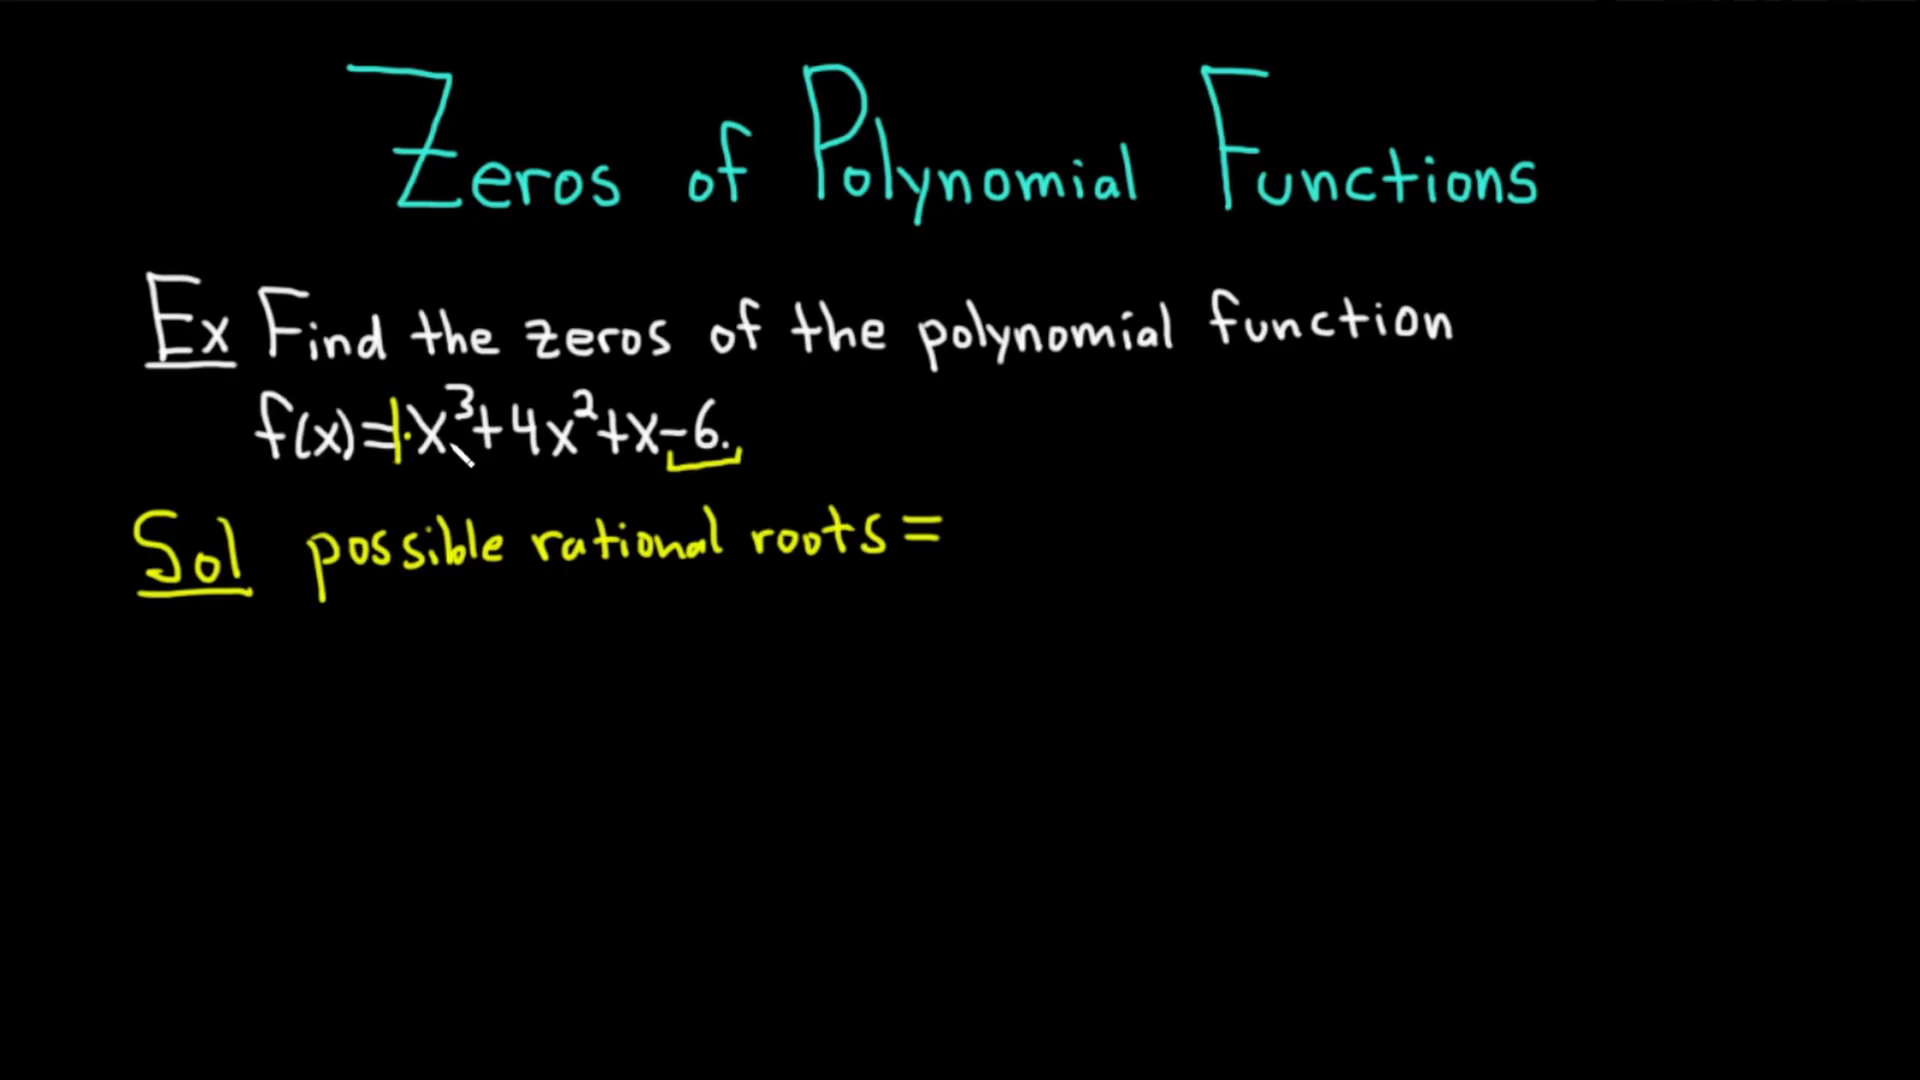 Zeros of Polynomial Functions
Ex Find the zeros of the polynomial function
f(x)=1·x³+4x²+x-6.
Sol possible rational roots =